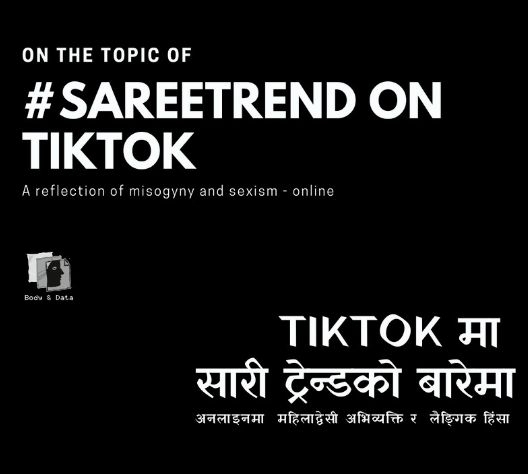 ON THE TOPIC OF
#SAREETREND ON
TIKTOK
A reflection of misogyny and sexism - online
Body & Data
TIKTOK मा
सारी ट्रेन्डको बारेमा
अनलाइनमा महिलाद्वेसी अभिव्यक्ति र लैङ्गिक हिंसा